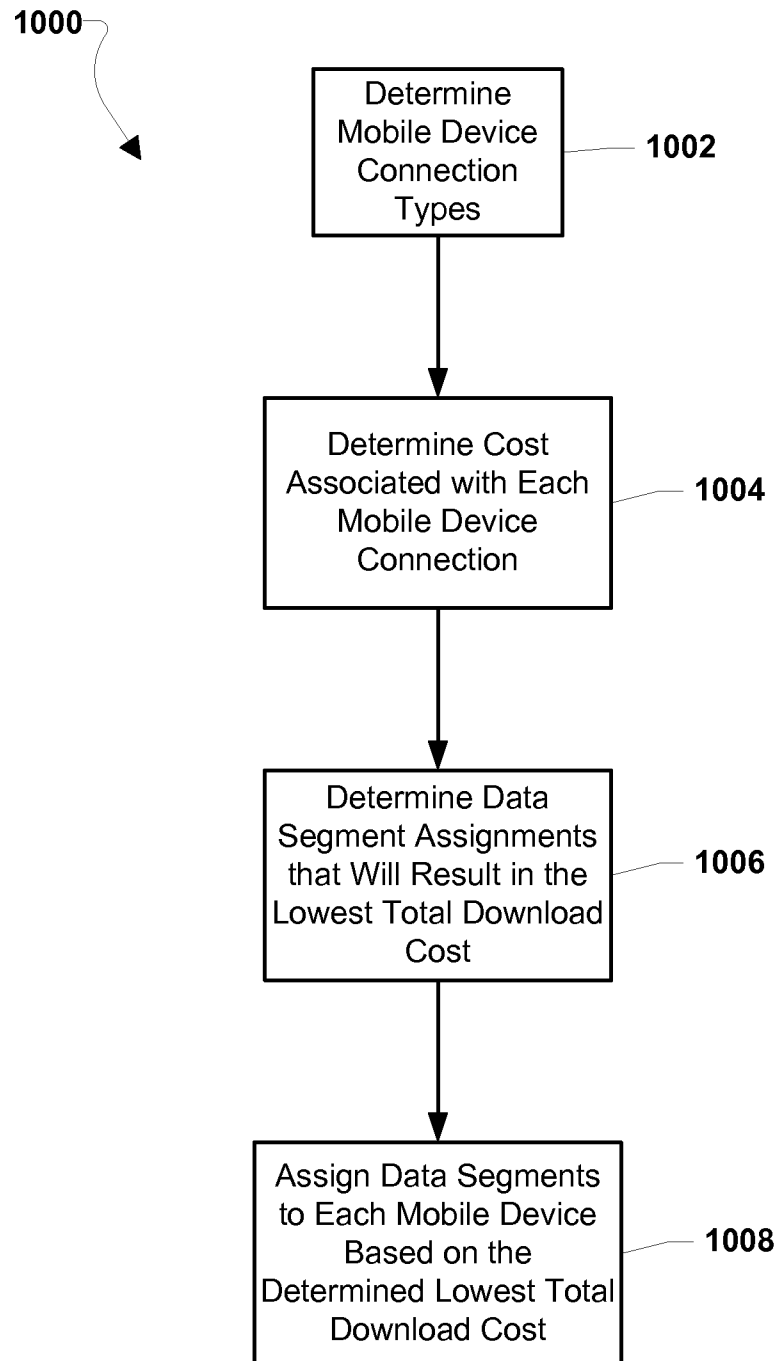 1000
Determine
Mobile Device
Connection
Types
1002
Determine Cost
Associated with Each
Mobile Device
Connection
1004
Determine Data
Segment Assignments
that Will Result in the
Lowest Total Download
Cost
1006
Assign Data Segments
to Each Mobile Device
Based on the
Determined Lowest Total
Download Cost
1008